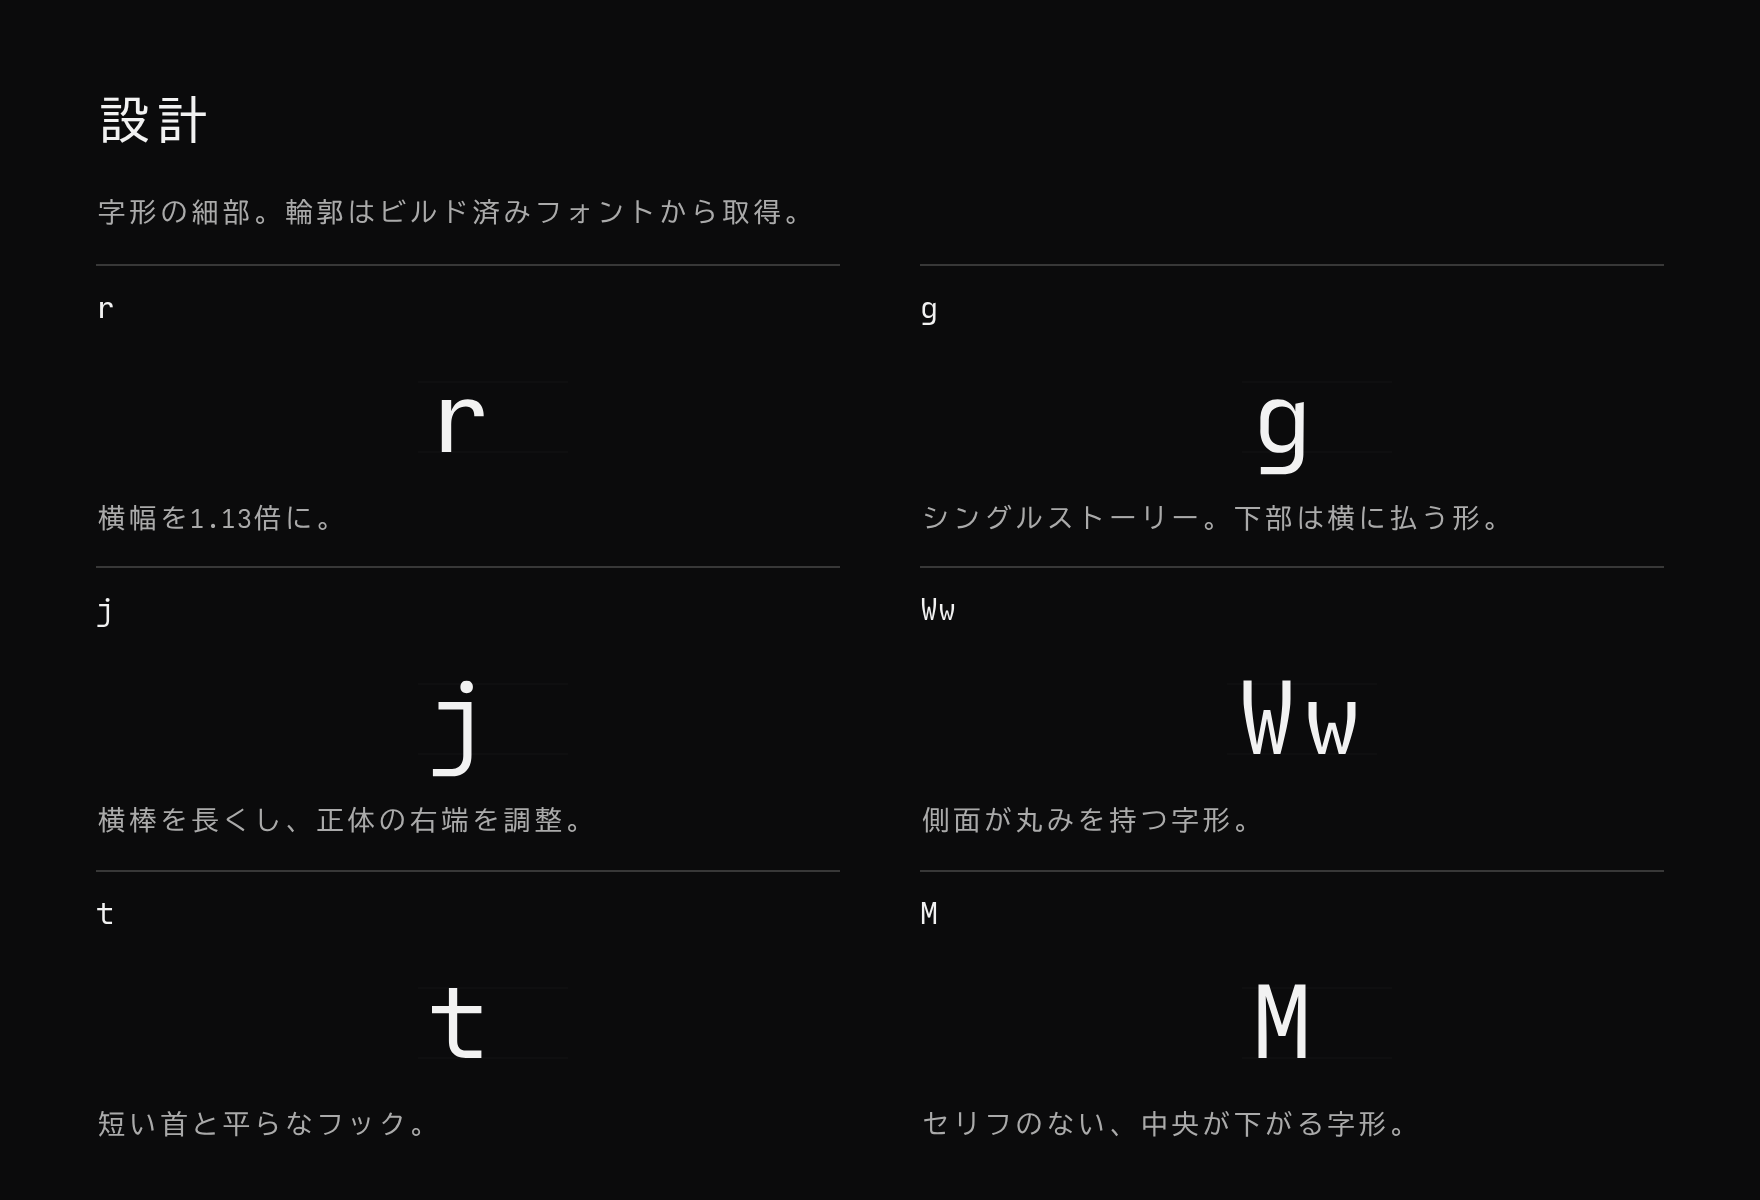 設計
字形の細部。輪郭はビルド済みフォントから取得。
r
r
横幅を1.13倍に。
g
g
シングルストーリー。下部は横に払う形。
j
j
横棒を長くし、正体の右端を調整。
Ww
Ww
側面が丸みを持つ字形。
t
t
短い首と平らなフック。
M
M
セリフのない、中央が下がる字形。